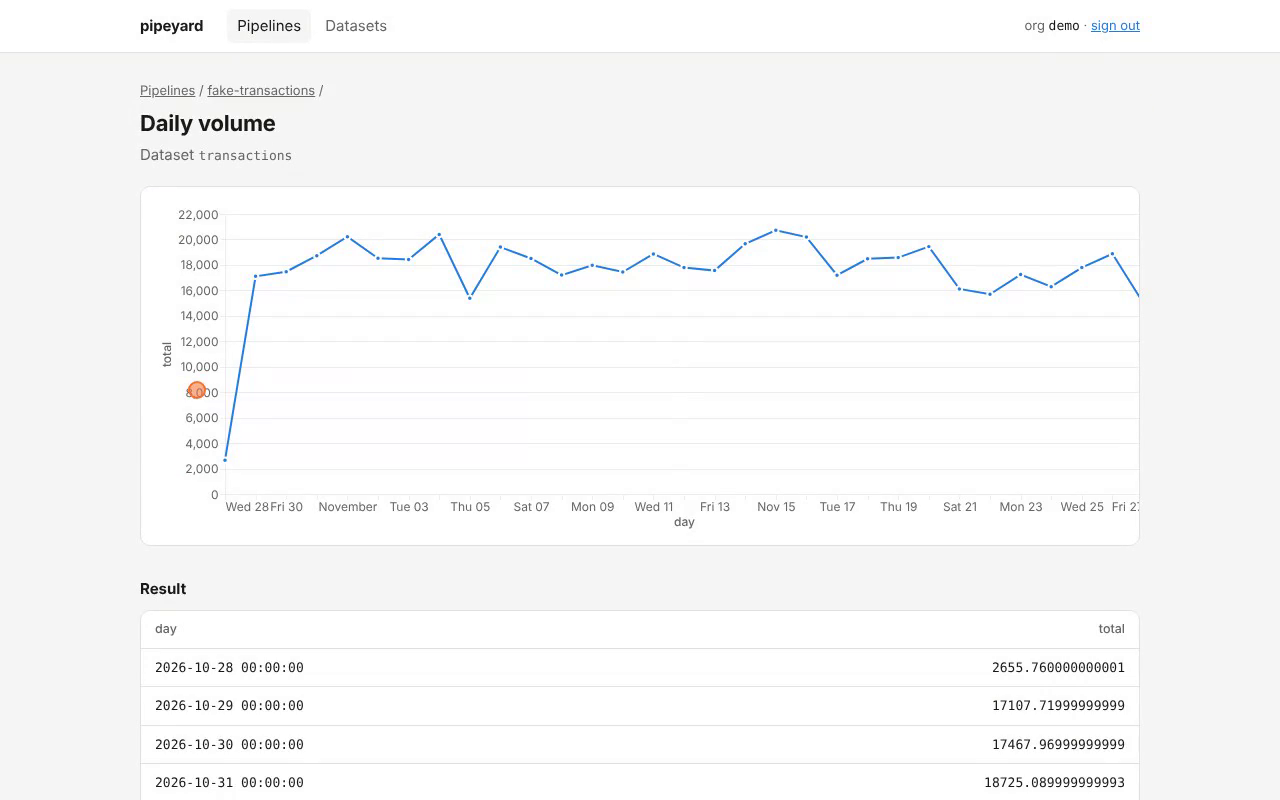 pipeyard Pipelines Datasets org demo · sign out
Pipelines / fake-transactions /
Daily volume
Dataset transactions
22,000
20,000
18,000
16,000
14,000
12,000
10,000
8,000
6,000
4,000
2,000
0
total
Wed 28 Fri 30 November Tue 03 Thu 05 Sat 07 Mon 09 Wed 11 Fri 13 Nov 15 Tue 17 Thu 19 Sat 21 Mon 23 Wed 25 Fri 27
day
Result
day total
2026-10-28 00:00:00 2655.760000000001
2026-10-29 00:00:00 17107.71999999999
2026-10-30 00:00:00 17467.96999999999
2026-10-31 00:00:00 18725.089999999993